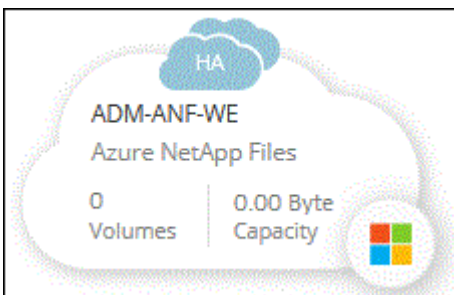 HA
ADM-ANF-WE
Azure NetApp Files
0 0.00 Byte
Volumes Capacity